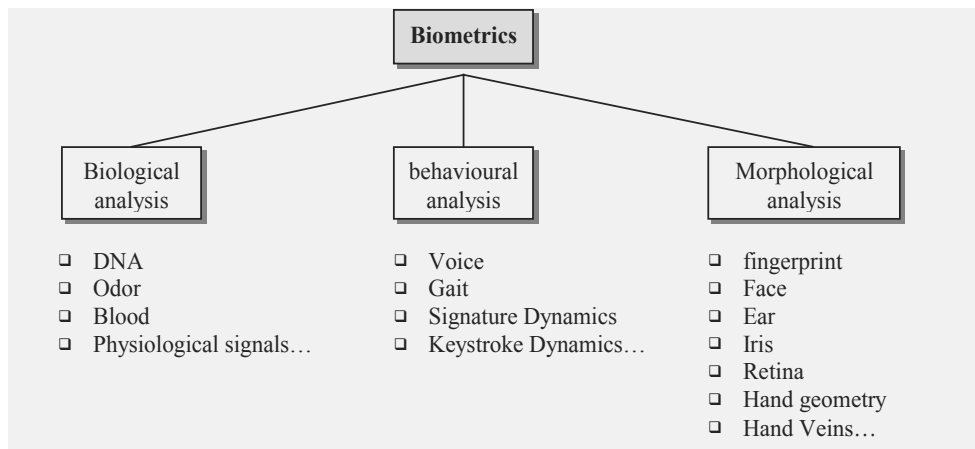 Biometrics
Biological
analysis
❑ DNA
❑ Odor
❑ Blood
❑ Physiological signals…
behavioural
analysis
❑ Voice
❑ Gait
❑ Signature Dynamics
❑ Keystroke Dynamics…
Morphological
analysis
❑ fingerprint
❑ Face
❑ Ear
❑ Iris
❑ Retina
❑ Hand geometry
❑ Hand Veins…